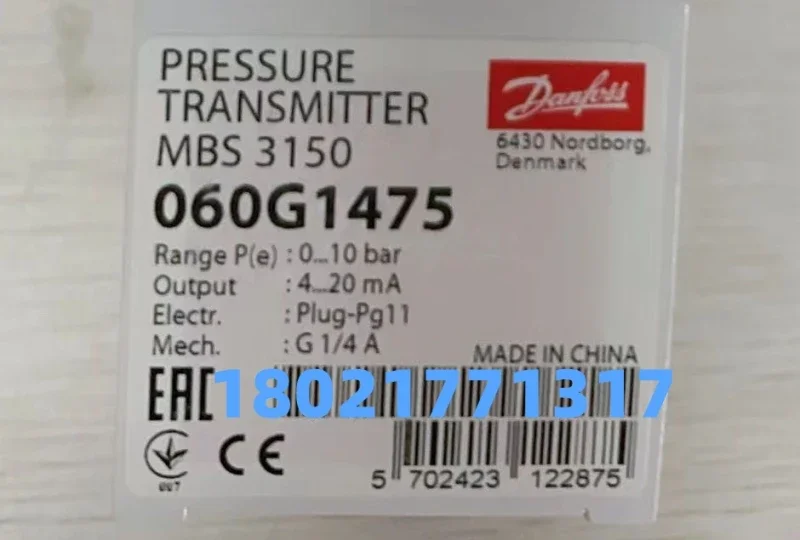 PRESSURE
TRANSMITTER
MBS 3150
Danfoss
6430 Nordborg,
Denmark
060G1475
Range P(e) : 0...10 bar
Output : 4...20 mA
Electr. : Plug-Pg11
Mech. : G 1/4 A
MADE IN CHINA
EAC
18021771317
CE
5 702423 122875